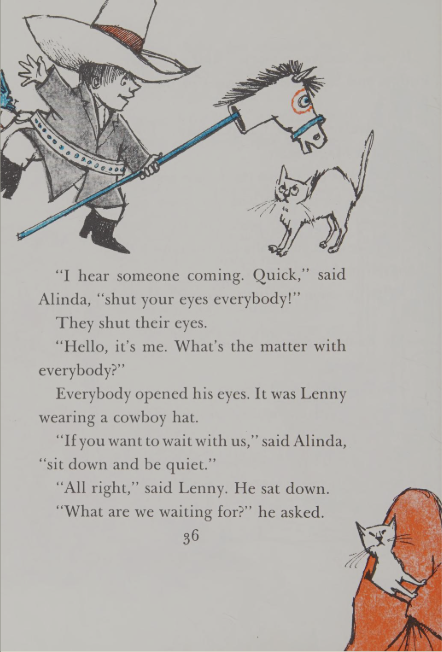 “I hear someone coming. Quick,” said
Alinda, “shut your eyes everybody!”
They shut their eyes.
“Hello, it’s me. What’s the matter with
everybody?”
Everybody opened his eyes. It was Lenny
wearing a cowboy hat.
“If you want to wait with us,” said Alinda,
“sit down and be quiet.”
“All right,” said Lenny. He sat down.
“What are we waiting for?” he asked.
36